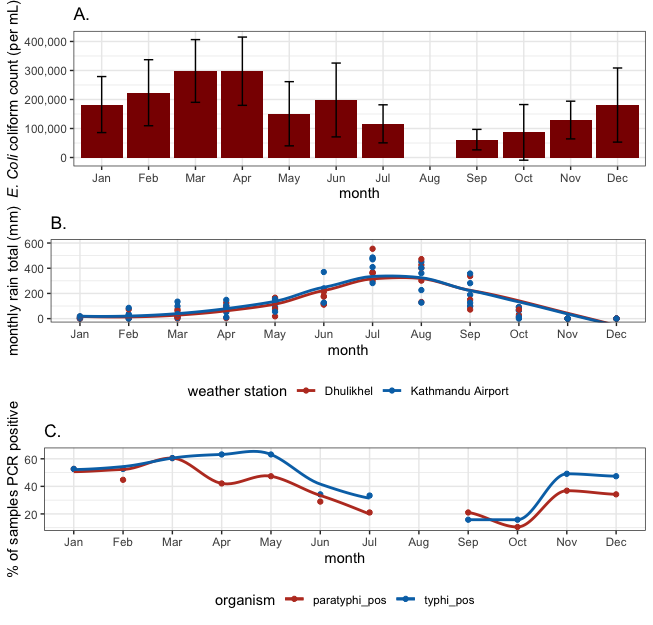 A.
E. Coli coliform count (per mL)
400,000
300,000
200,000
100,000
0
Jan Feb Mar Apr May Jun Jul Aug Sep Oct Nov Dec
month
B.
monthly rain total (mm)
600
400
200
0
Jan Feb Mar Apr May Jun Jul Aug Sep Oct Nov Dec
month
weather station Dhulikhel Kathmandu Airport
C.
% of samples PCR positive
60
40
20
Jan Feb Mar Apr May Jun Jul Aug Sep Oct Nov Dec
month
organism paratyphi_pos typhi_pos